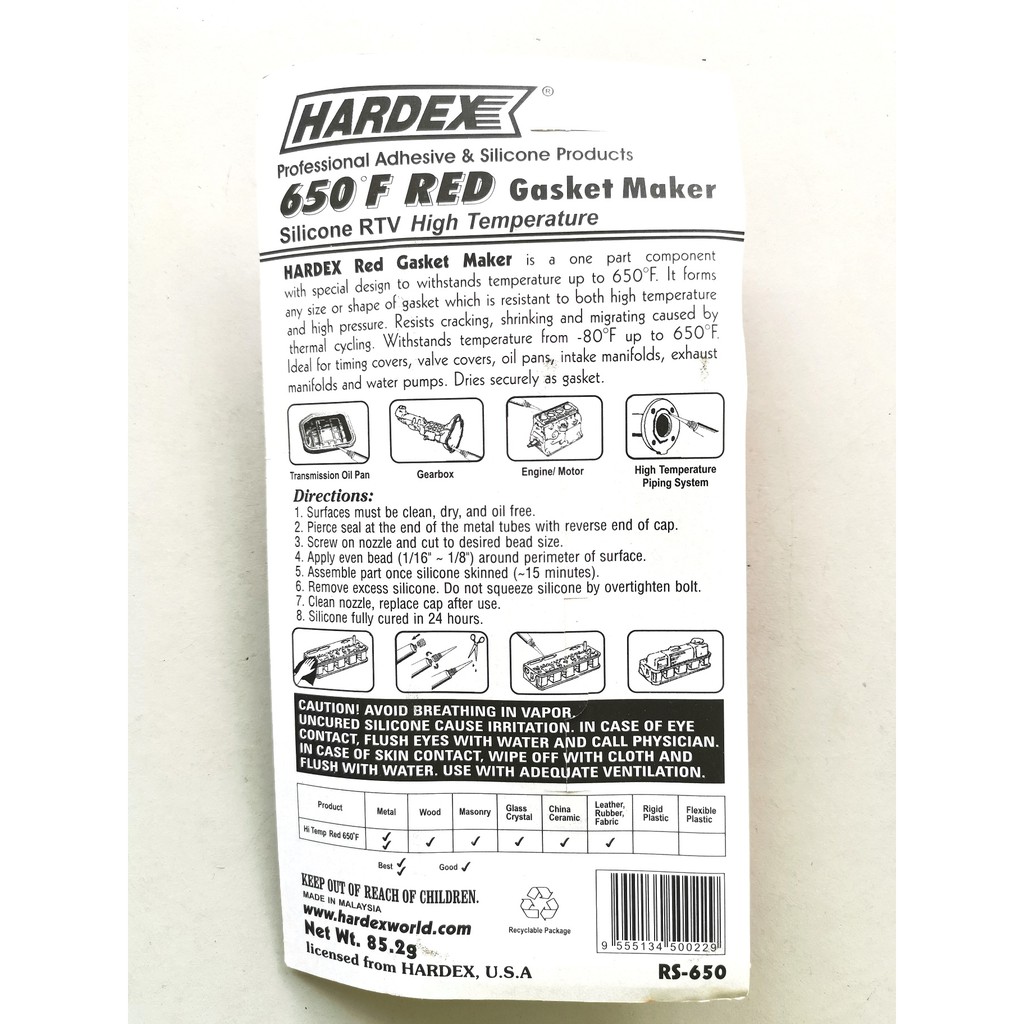 HARDEX ®
Professional Adhesive & Silicone Products
650°F RED Gasket Maker
Silicone RTV High Temperature
HARDEX Red Gasket Maker is a one part component
with special design to withstands temperature up to 650°F. It forms
any size or shape of gasket which is resistant to both high temperature
and high pressure. Resists cracking, shrinking and migrating caused by
thermal cycling. Withstands temperature from -80°F up to 650°F.
Ideal for timing covers, valve covers, oil pans, intake manifolds, exhaust
manifolds and water pumps. Dries securely as gasket.
Transmission Oil Pan
Gearbox
Engine/ Motor
High Temperature
Piping System
Directions:
1. Surfaces must be clean, dry, and oil free.
2. Pierce seal at the end of the metal tubes with reverse end of cap.
3. Screw on nozzle and cut to desired bead size.
4. Apply even bead (1/16" ~ 1/8") around perimeter of surface.
5. Assemble part once silicone skinned (~15 minutes).
6. Remove excess silicone. Do not squeeze silicone by overtighten bolt.
7. Clean nozzle, replace cap after use.
8. Silicone fully cured in 24 hours.
CAUTION! AVOID BREATHING IN VAPOR.
UNCURED SILICONE CAUSE IRRITATION. IN CASE OF EYE
CONTACT, FLUSH EYES WITH WATER AND CALL PHYSICIAN.
IN CASE OF SKIN CONTACT, WIPE OFF WITH CLOTH AND
FLUSH WITH WATER. USE WITH ADEQUATE VENTILATION.
Product Metal Wood Masonry Glass Crystal China Ceramic Leather, Rubber, Fabric Rigid Plastic Flexible Plastic
Hi Temp Red 650°F ✓✓ ✓ ✓ ✓ ✓ ✓
Best ✓✓ Good ✓
KEEP OUT OF REACH OF CHILDREN.
MADE IN MALAYSIA
www.hardexworld.com
Net Wt. 85.2g
licensed from HARDEX, U.S.A
Recyclable Package
9 555134 500229
RS-650